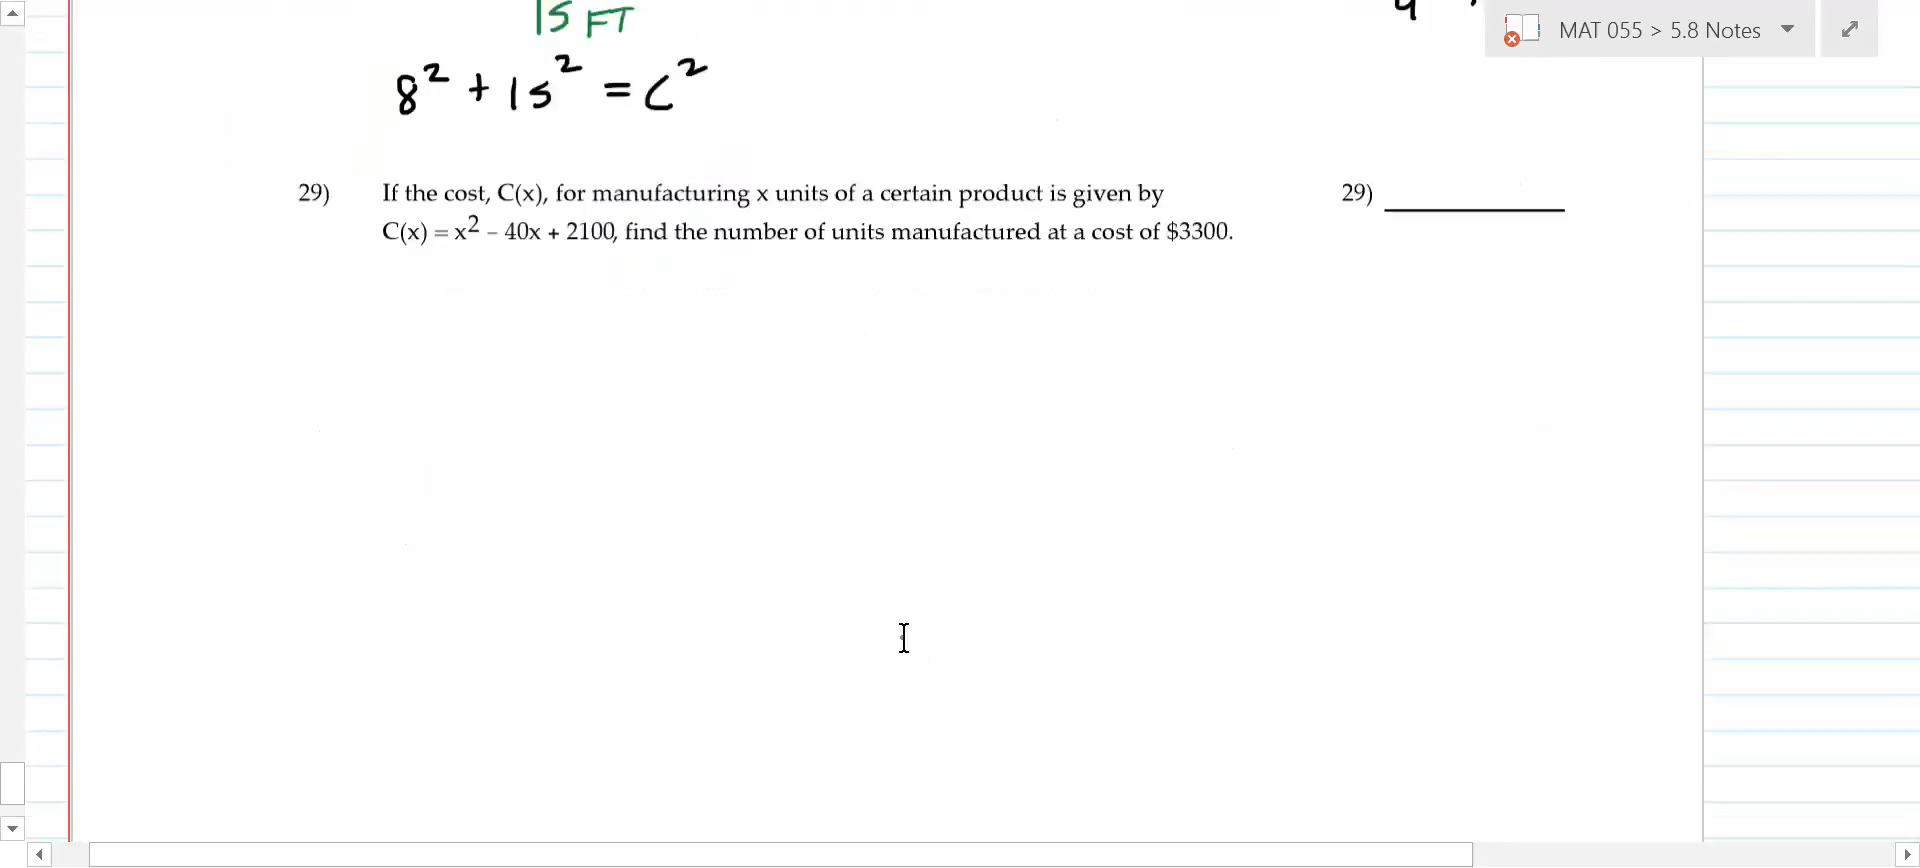 15 FT
MAT 055 > 5.8 Notes
8² + 15² = C²
29) If the cost, C(x), for manufacturing x units of a certain product is given by 29)
C(x) = x² – 40x + 2100, find the number of units manufactured at a cost of $3300.